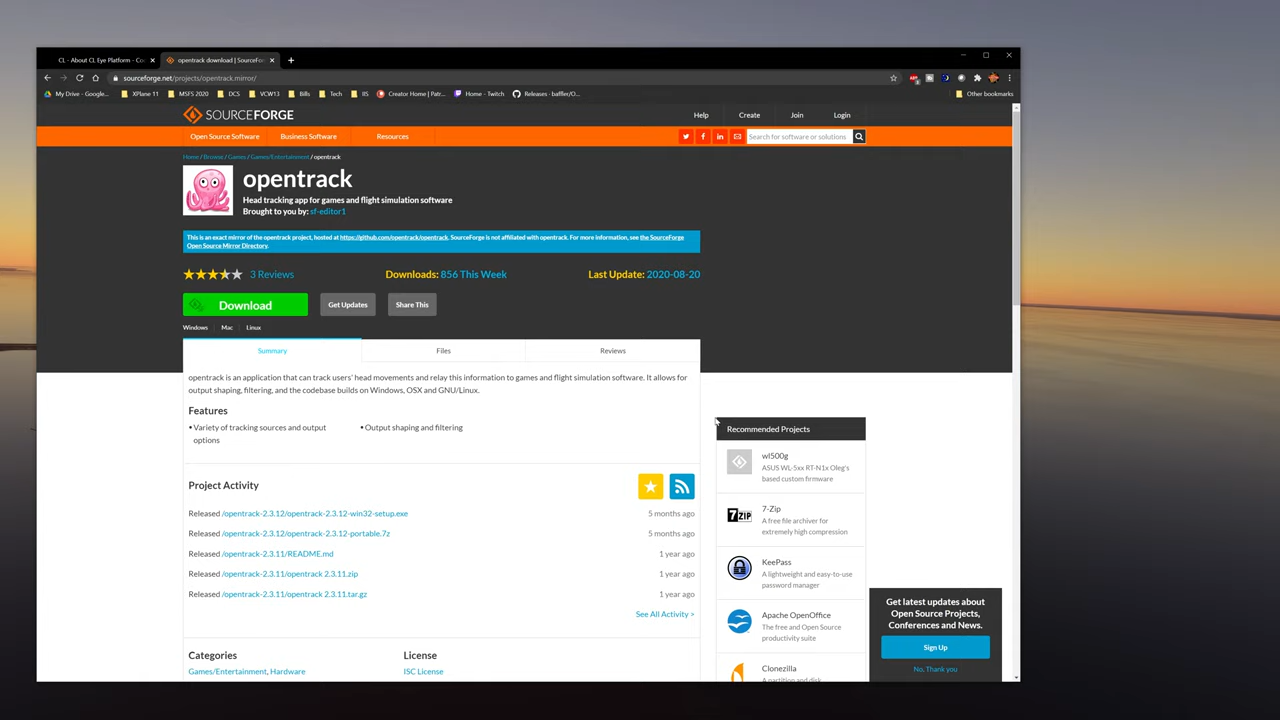 CL - About CL Eye Platform - Co
opentrack download | SourceFor
sourceforge.net/projects/opentrack.mirror/
My Drive - Google...
XPlane 11
MSFS 2020
DCS
VCW13
Bills
Tech
IIS
Creator Home | Patr...
Home - Twitch
Releases · baffler/O...
Other bookmarks
SOURCEFORGE
Help
Create
Join
Login
Open Source Software
Business Software
Resources
Search for software or solutions
Home / Browse / Games / Games/Entertainment / opentrack
opentrack
Head tracking app for games and flight simulation software
Brought to you by: sf-editor1
This is an exact mirror of the opentrack project, hosted at https://github.com/opentrack/opentrack. SourceForge is not affiliated with opentrack. For more information, see the SourceForge
Open Source Mirror Directory.
3 Reviews
Downloads: 856 This Week
Last Update: 2020-08-20
Download
Get Updates
Share This
Windows
Mac
Linux
Summary
Files
Reviews
opentrack is an application that can track users' head movements and relay this information to games and flight simulation software. It allows for
output shaping, filtering, and the codebase builds on Windows, OSX and GNU/Linux.
Features
• Variety of tracking sources and output
options
• Output shaping and filtering
Project Activity
Released /opentrack-2.3.12/opentrack-2.3.12-win32-setup.exe
5 months ago
Released /opentrack-2.3.12/opentrack-2.3.12-portable.7z
5 months ago
Released /opentrack-2.3.11/README.md
1 year ago
Released /opentrack-2.3.11/opentrack 2.3.11.zip
1 year ago
Released /opentrack-2.3.11/opentrack 2.3.11.tar.gz
1 year ago
See All Activity >
Categories
Games/Entertainment, Hardware
License
ISC License
Recommended Projects
wl500g
ASUS WL-5xx RT-N1x Oleg's
based custom firmware
7ZIP
7-Zip
A free file archiver for
extremely high compression
KeePass
A lightweight and easy-to-use
password manager
Apache OpenOffice
The free and Open Source
productivity suite
Clonezilla
A partition and disk
Get latest updates about
Open Source Projects,
Conferences and News.
Sign Up
No, Thank you